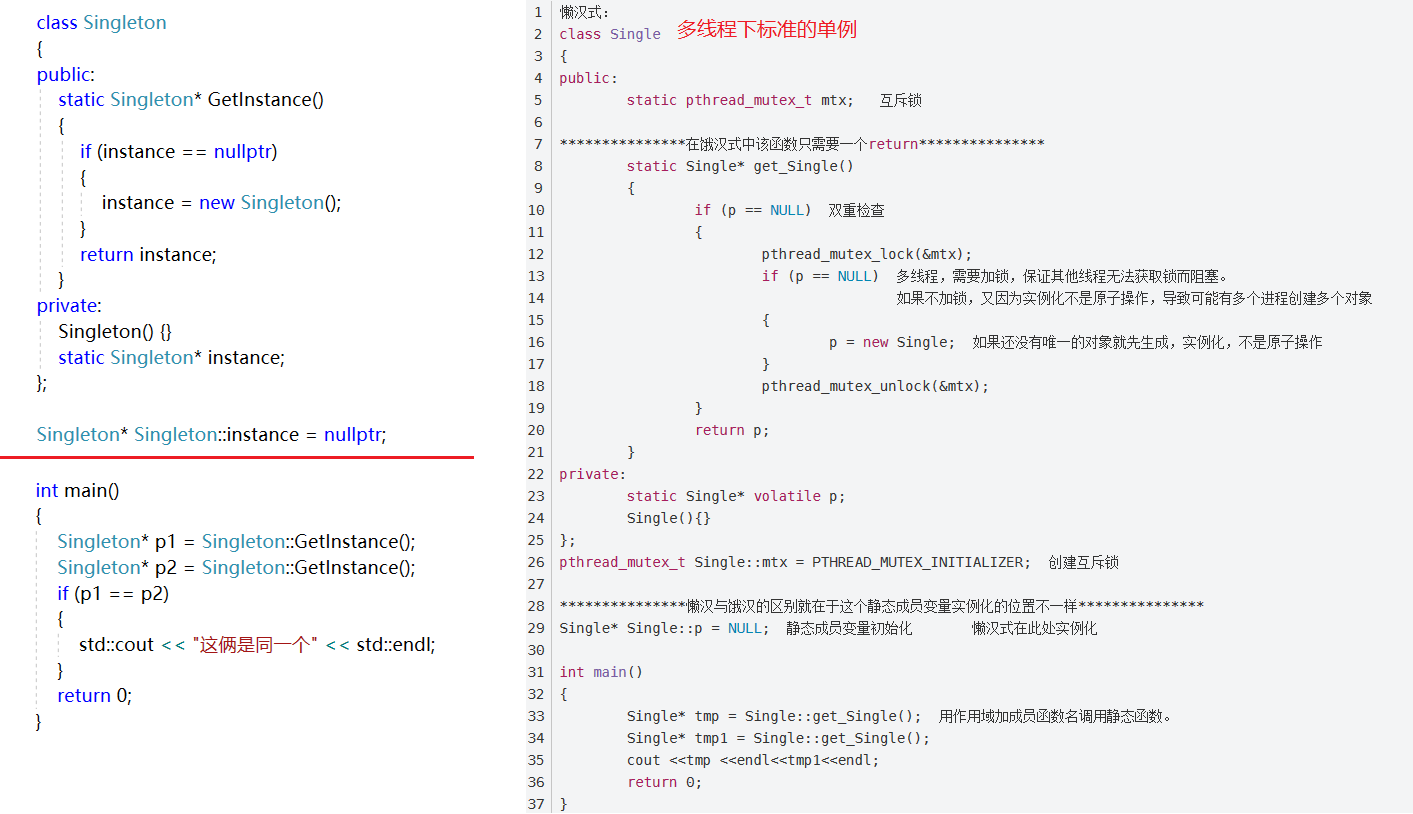 class Singleton
{
public:
static Singleton* GetInstance()
{
if (instance == nullptr)
{
instance = new Singleton();
}
return instance;
}
private:
Singleton() {}
static Singleton* instance;
};
Singleton* Singleton::instance = nullptr;
int main()
{
Singleton* p1 = Singleton::GetInstance();
Singleton* p2 = Singleton::GetInstance();
if (p1 == p2)
{
std::cout << "这俩是同一个" << std::endl;
}
return 0;
}
1 懒汉式:
2 class Single 多线程下标准的单例
3 {
4 public:
5 static pthread_mutex_t mtx; 互斥锁
6
7 ***************在饿汉式中该函数只需要一个return***************
8 static Single* get_Single()
9 {
10 if (p == NULL) 双重检查
11 {
12 pthread_mutex_lock(&mtx);
13 if (p == NULL) 多线程，需要加锁，保证其他线程无法获取锁而阻塞。
14 如果不加锁，又因为实例化不是原子操作，导致可能有多个进程创建多个对象
15 {
16 p = new Single; 如果还没有唯一的对象就先生成，实例化，不是原子操作
17 }
18 pthread_mutex_unlock(&mtx);
19 }
20 return p;
21 }
22 private:
23 static Single* volatile p;
24 Single(){}
25 };
26 pthread_mutex_t Single::mtx = PTHREAD_MUTEX_INITIALIZER; 创建互斥锁
27
28 ***************懒汉与饿汉的区别就在于这个静态成员变量实例化的位置不一样***************
29 Single* Single::p = NULL; 静态成员变量初始化 懒汉式在此处实例化
30
31 int main()
32 {
33 Single* tmp = Single::get_Single(); 用作用域加成员函数名调用静态函数。
34 Single* tmp1 = Single::get_Single();
35 cout <<tmp <<endl<<tmp1<<endl;
36 return 0;
37 }